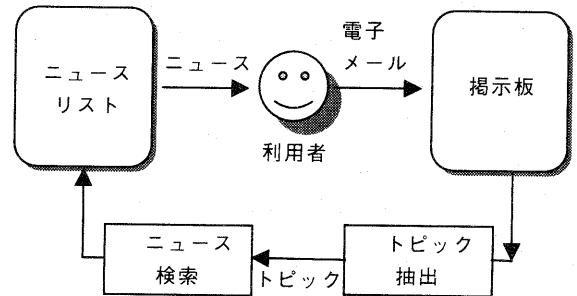 ニュース
リスト
ニュース
電子
メール
掲示板
利用者
ニュース
検索
トピック
トピック
抽出